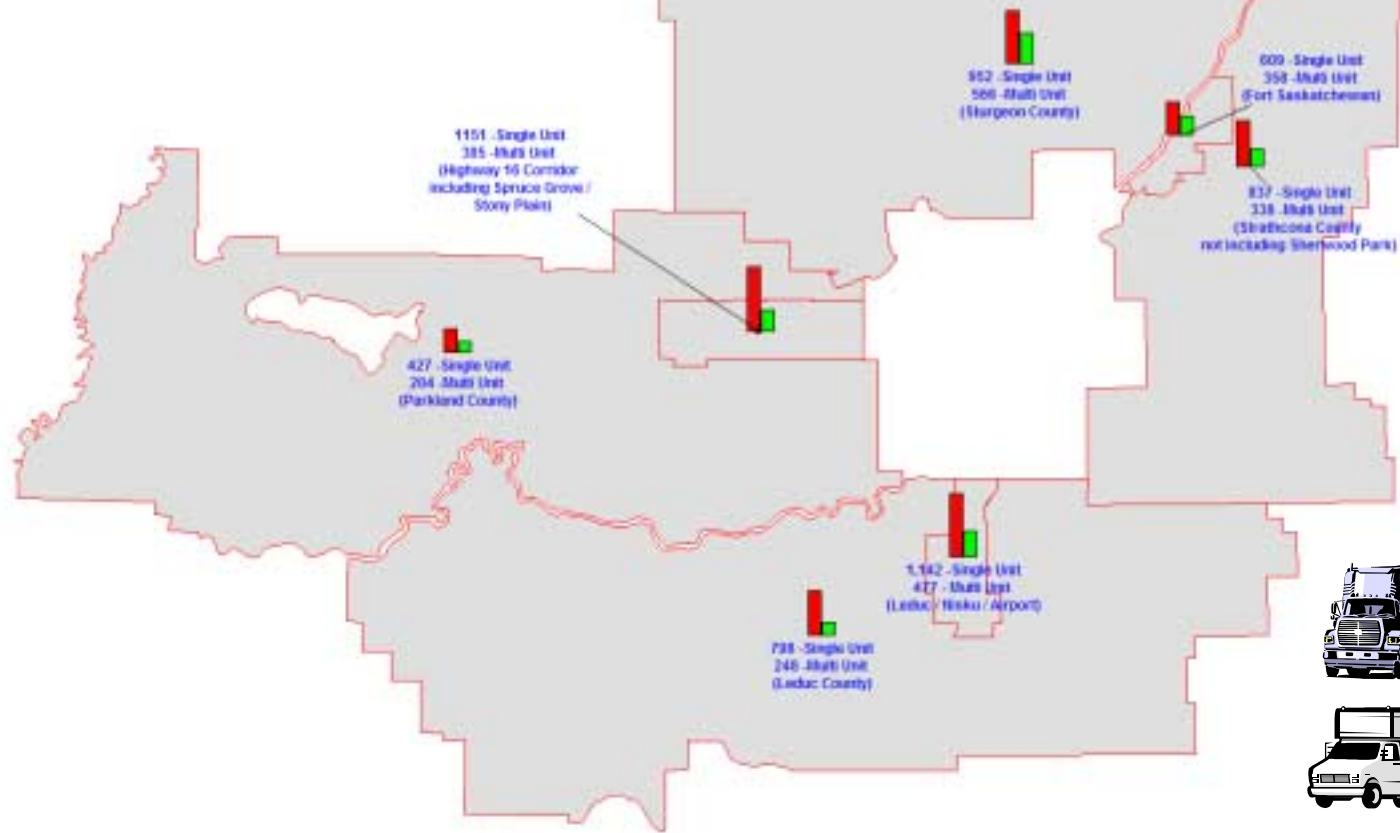 952 -Single Unit
566 -Multi Unit
(Sturgeon County)
609 -Single Unit
358 -Multi Unit
(Fort Saskatchewan)
1151 -Single Unit
385 -Multi Unit
(Highway 16 Corridor
including Spruce Grove /
Stony Plain)
837 -Single Unit
338 -Multi Unit
(Strathcona County
not including Sherwood Park)
427 -Single Unit
204 -Multi Unit
(Parkland County)
1,142 -Single Unit
477 - Multi Unit
(Leduc / Nisku / Airport)
-Single Unit
248 -Multi Unit
(Leduc County)